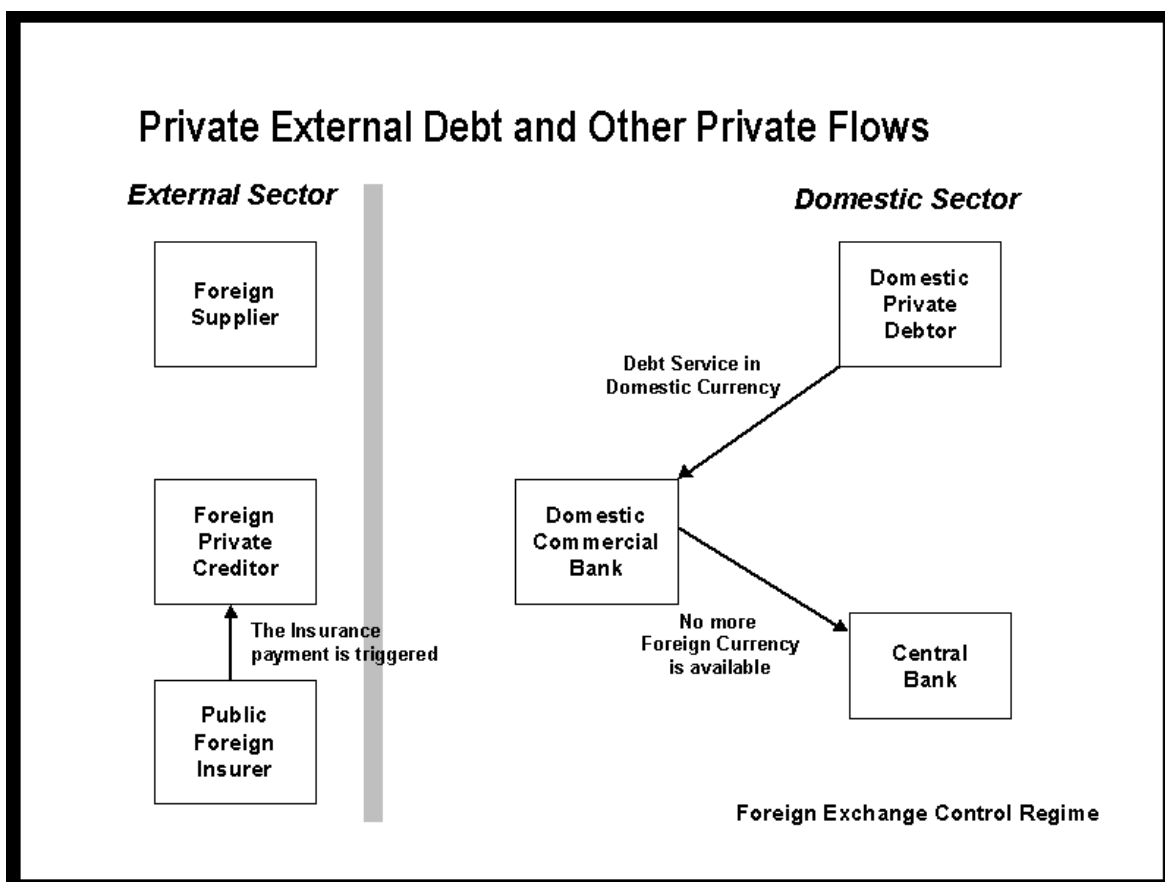 Private External Debt and Other Private Flows
External Sector
Domestic Sector
Foreign
Supplier
Domestic
Private
Debtor
Debt Service in
Domestic Currency
Foreign
Private
Creditor
Domestic
Commercial
Bank
The Insurance
payment is triggered
No more
Foreign Currency
is available
Central
Bank
Public
Foreign
Insurer
Foreign Exchange Control Regime